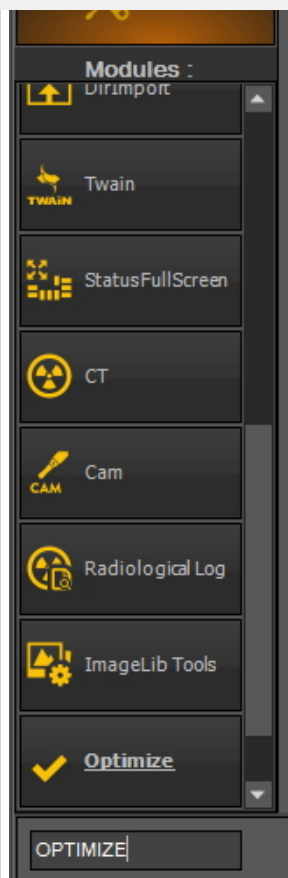 Modules :
DirImport
Twain
TWAIN
StatusFullScreen
CT
Cam
CAM
Radiological Log
ImageLib Tools
Optimize
OPTIMIZE